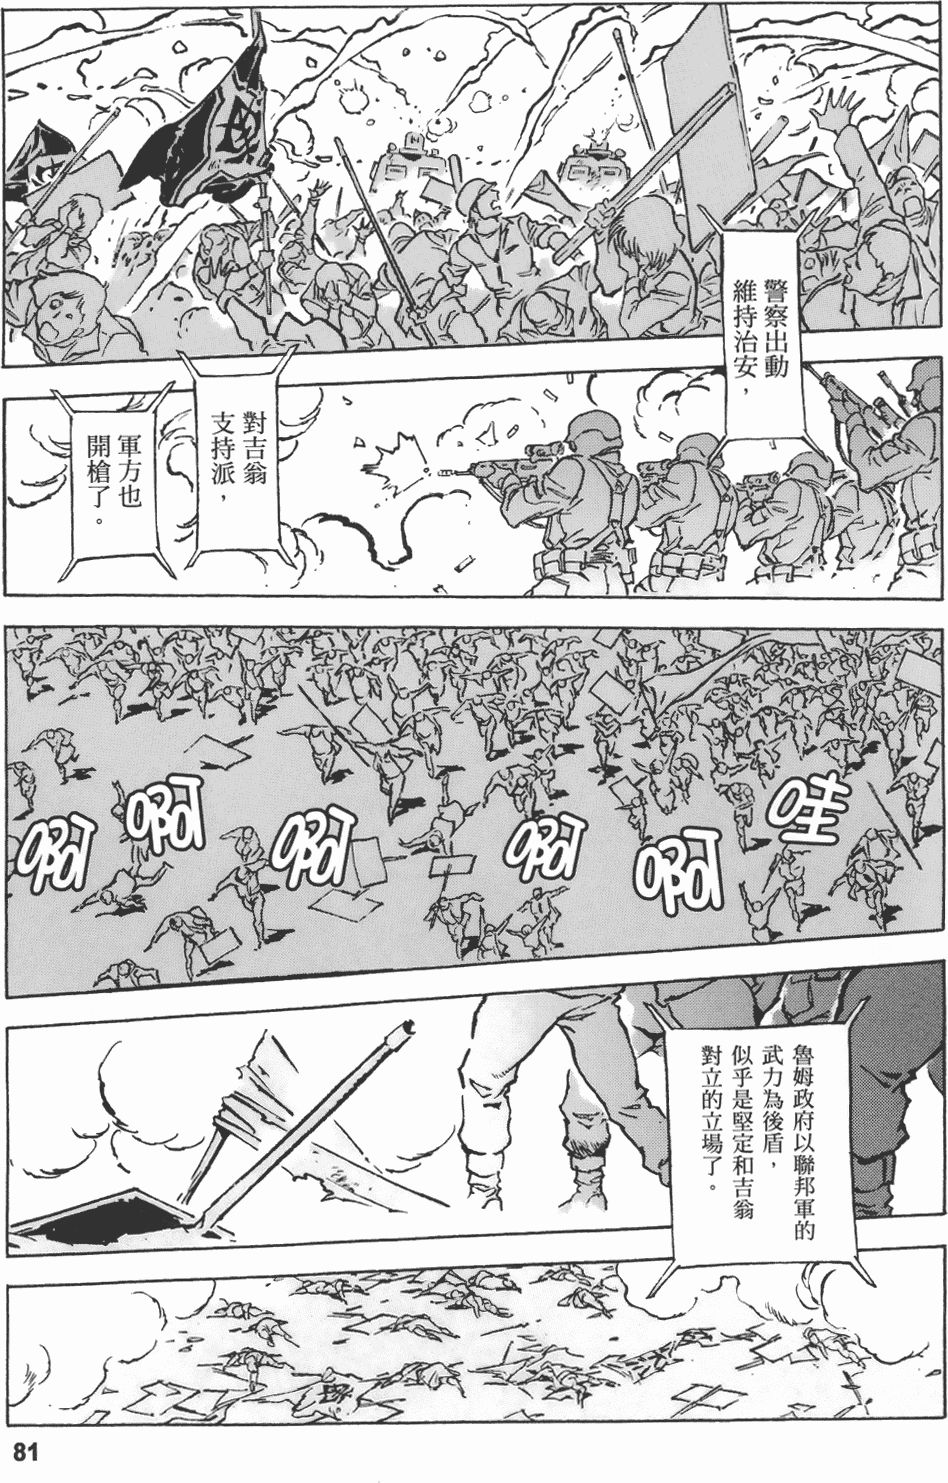 警察出動
維持治安，
對吉翁
支持派，
軍方也
開槍了。
哇
啊
啊
啊
啊
啊
魯姆政府以聯邦軍的
武力為後盾，
似乎是堅定和吉翁
對立的立場了。
81